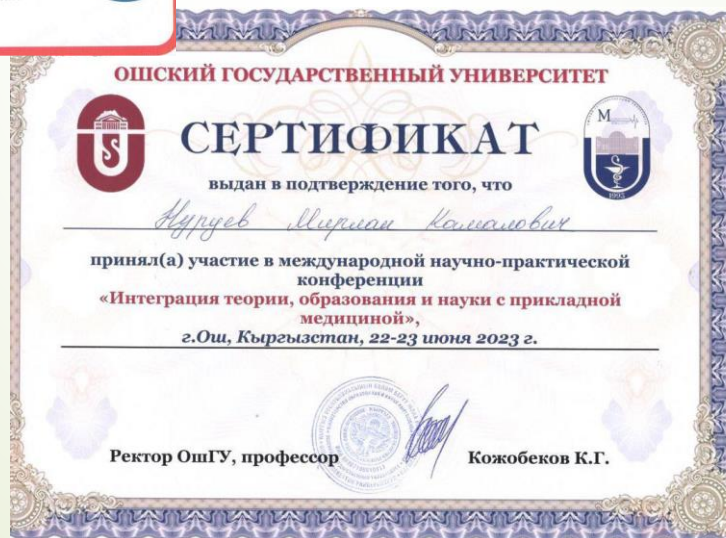 ОШСКИЙ ГОСУДАРСТВЕННЫЙ УНИВЕРСИТЕТ
СЕРТИФИКАТ
выдан в подтверждение того, что
Нуруев Мирлан Камалович
принял(а) участие в международной научно-практической
конференции
«Интеграция теории, образования и науки с прикладной
медициной»,
г.Ош, Кыргызстан, 22-23 июня 2023 г.
Ректор ОшГУ, профессор
Кожобеков К.Г.
М
1993